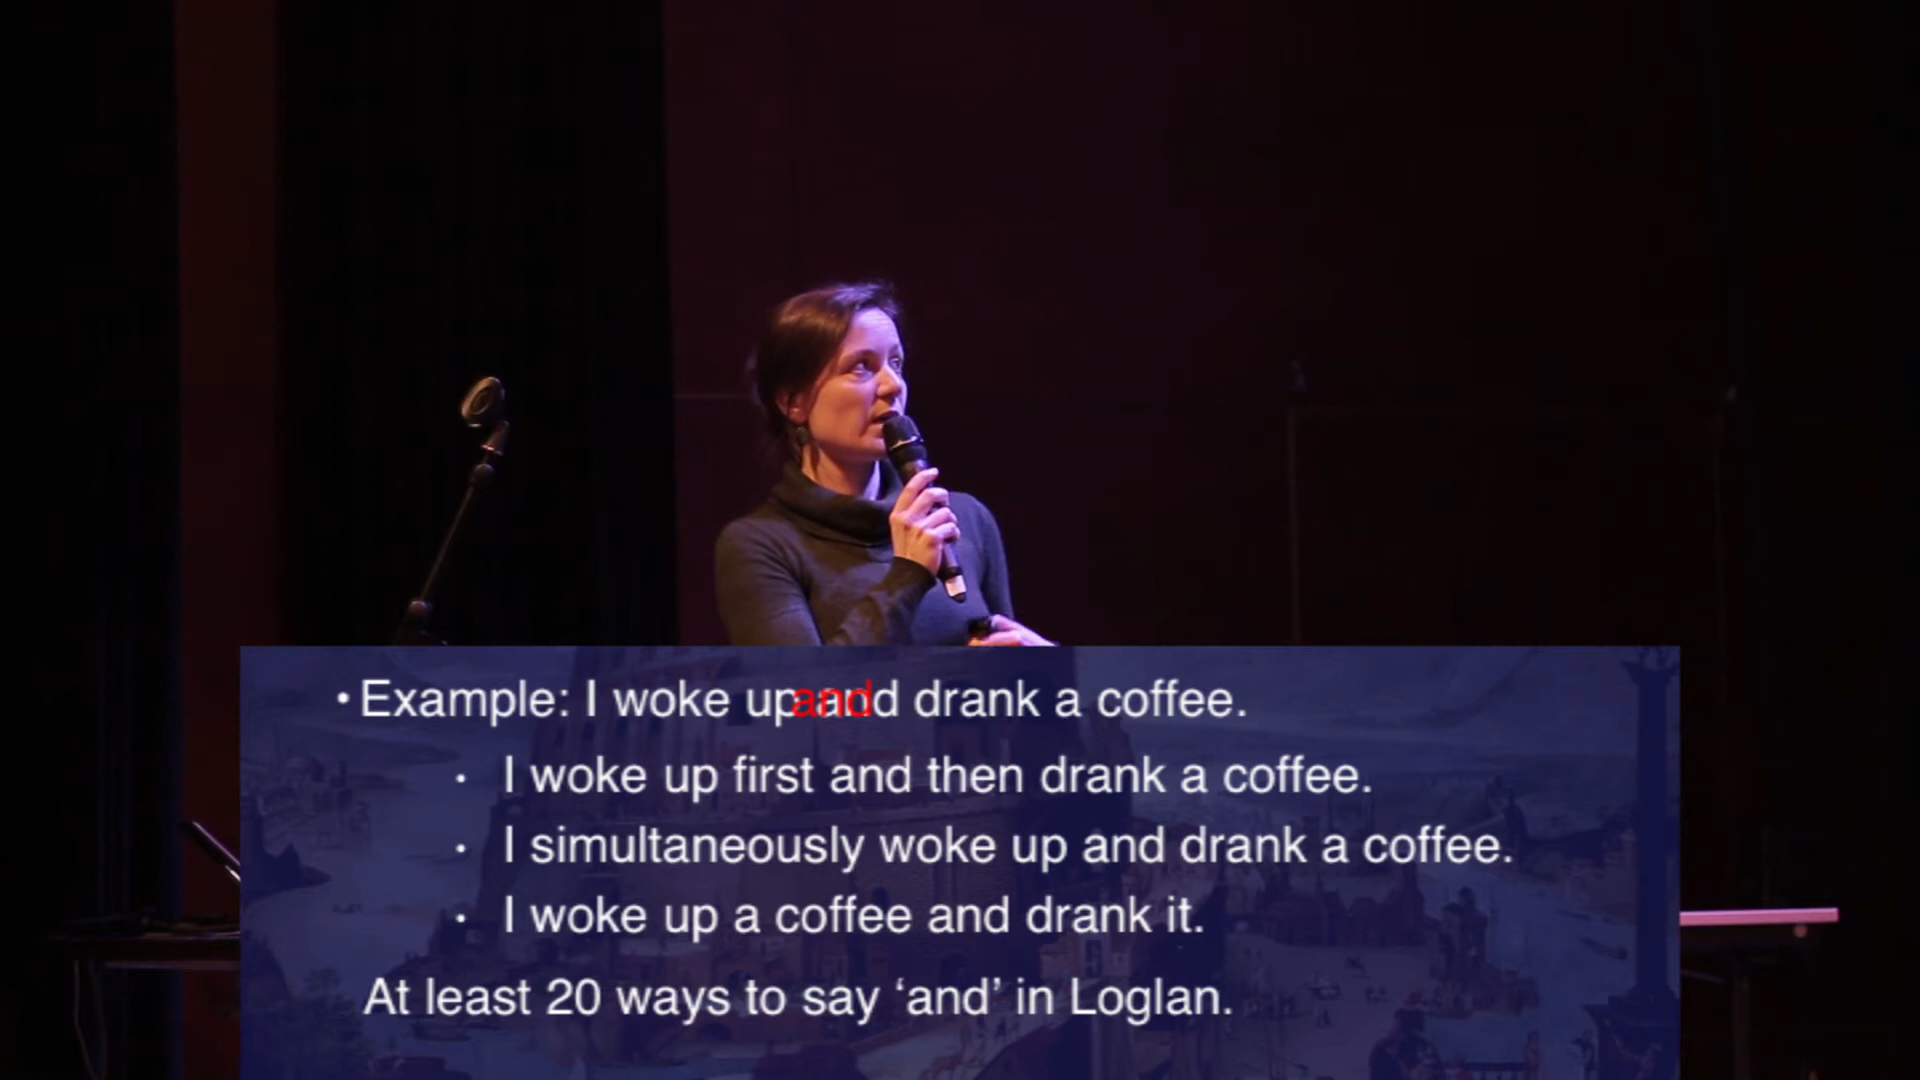 • Example: I woke up and drank a coffee.
• I woke up first and then drank a coffee.
• I simultaneously woke up and drank a coffee.
• I woke up a coffee and drank it.
At least 20 ways to say ‘and’ in Loglan.